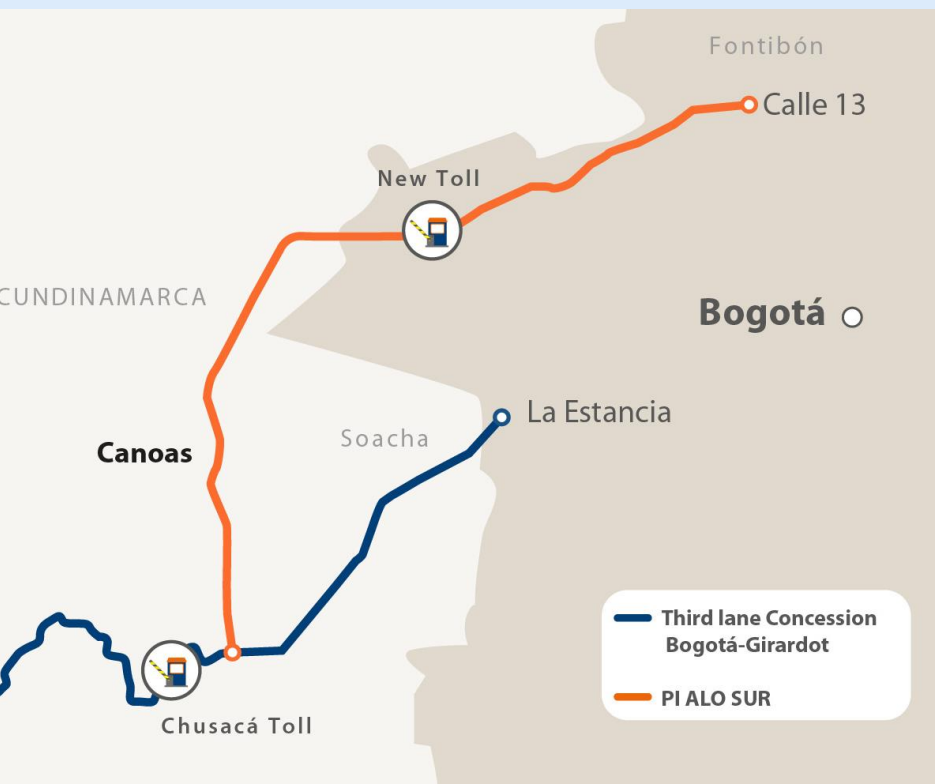 Fontibón
Calle 13
New Toll
CUNDINAMARCA
Bogotá
La Estancia
Soacha
Canoas
Third lane Concession
Bogotá-Girardot
PI ALO SUR
Chusacá Toll